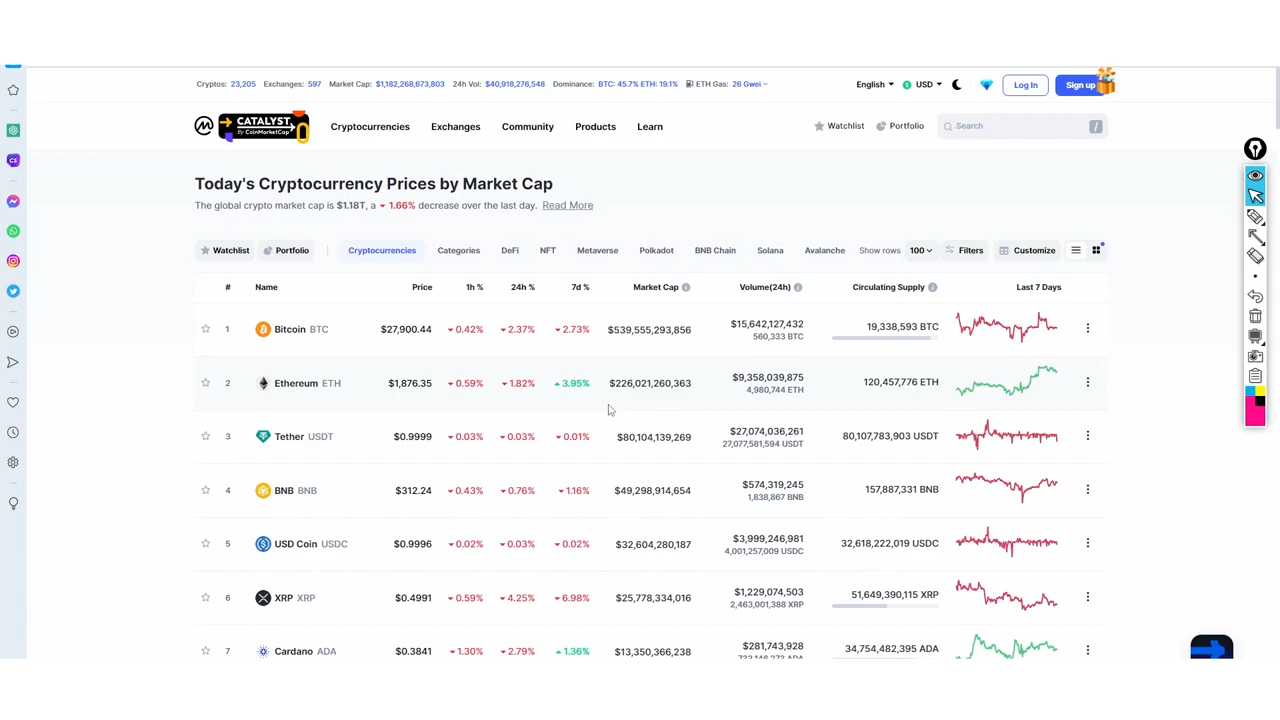 Cryptos: 23,205 Exchanges: 597 Market Cap: $1,182,268,673,803 24h Vol: $40,918,276,548 Dominance: BTC: 45.7% ETH: 19.1% ETH Gas: 26 Gwei English USD Log In Sign up
CATALYST
By CoinMarketCap
Cryptocurrencies Exchanges Community Products Learn Watchlist Portfolio Search /
Today's Cryptocurrency Prices by Market Cap
The global crypto market cap is $1.18T, a 1.66% decrease over the last day. Read More
Watchlist Portfolio Cryptocurrencies Categories DeFi NFT Metaverse Polkadot BNB Chain Solana Avalanche Show rows 100 Filters Customize
# Name Price 1h % 24h % 7d % Market Cap Volume(24h) Circulating Supply Last 7 Days
1 Bitcoin BTC $27,900.44 0.42% 2.37% 2.73% $539,555,293,856 $15,642,127,432 19,338,593 BTC
560,333 BTC
2 Ethereum ETH $1,876.35 0.59% 1.82% 3.95% $226,021,260,363 $9,358,039,875 120,457,776 ETH
4,980,744 ETH
3 Tether USDT $0.9999 0.03% 0.03% 0.01% $80,104,139,269 $27,074,036,261 80,107,783,903 USDT
27,077,581,594 USDT
4 BNB BNB $312.24 0.43% 0.76% 1.16% $49,298,914,654 $574,319,245 157,887,331 BNB
1,838,867 BNB
5 USD Coin USDC $0.9996 0.02% 0.03% 0.02% $32,604,280,187 $3,999,246,981 32,618,222,019 USDC
4,001,257,009 USDC
6 XRP XRP $0.4991 0.59% 4.25% 6.98% $25,778,334,016 $1,229,074,503 51,649,390,115 XRP
2,463,001,388 XRP
7 Cardano ADA $0.3841 1.30% 2.79% 1.36% $13,350,366,238 $281,743,928 34,754,482,395 ADA